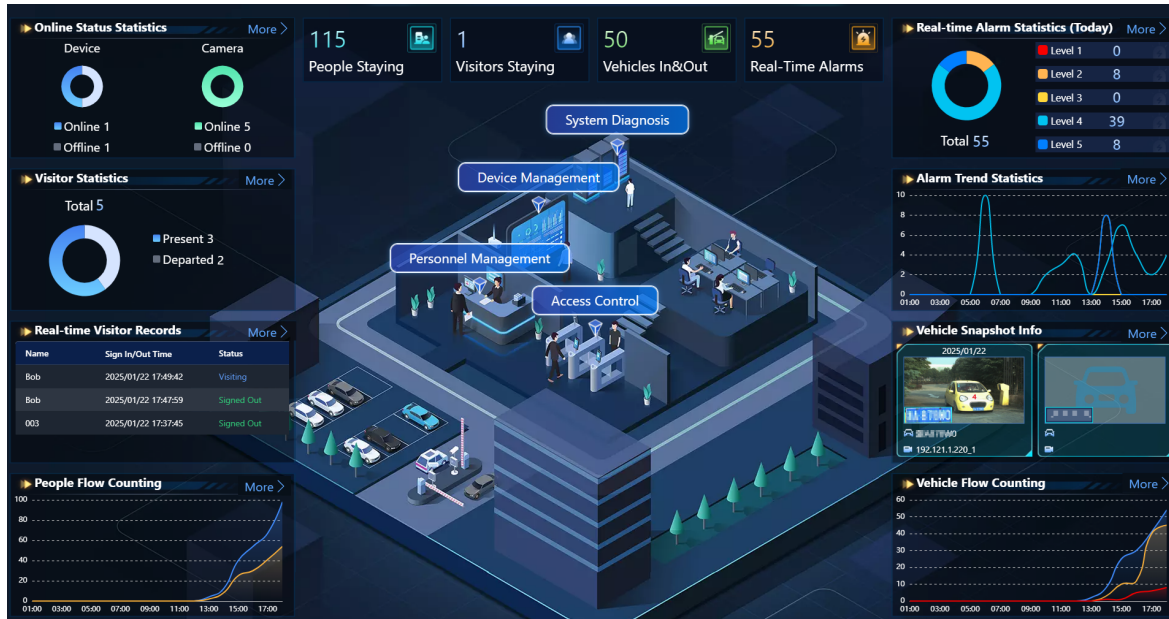 Online Status Statistics
More >
Device
Camera
Online 1
Offline 1
Online 5
Offline 0
Visitor Statistics
More >
Total 5
Present 3
Departed 2
Real-time Visitor Records
More >
Name Sign In/Out Time Status
Bob 2025/01/22 17:49:42 Visiting
Bob 2025/01/22 17:47:59 Signed Out
003 2025/01/22 17:37:45 Signed Out
People Flow Counting
More >
100
80
60
40
20
0
01:00 03:00 05:00 07:00 09:00 11:00 13:00 15:00 17:00
115
People Staying
1
Visitors Staying
50
Vehicles In&Out
55
Real-Time Alarms
System Diagnosis
Device Management
Personnel Management
Access Control
Real-time Alarm Statistics (Today)
More >
Total 55
Level 1 0
Level 2 8
Level 3 0
Level 4 39
Level 5 8
Alarm Trend Statistics
More >
10
8
6
4
2
0
01:00 03:00 05:00 07:00 09:00 11:00 13:00 15:00 17:00
Vehicle Snapshot Info
More >
2025/01/22
4
192.121.1.220_1
Vehicle Flow Counting
More >
60
50
40
30
20
10
0
01:00 03:00 05:00 07:00 09:00 11:00 13:00 15:00 17:00